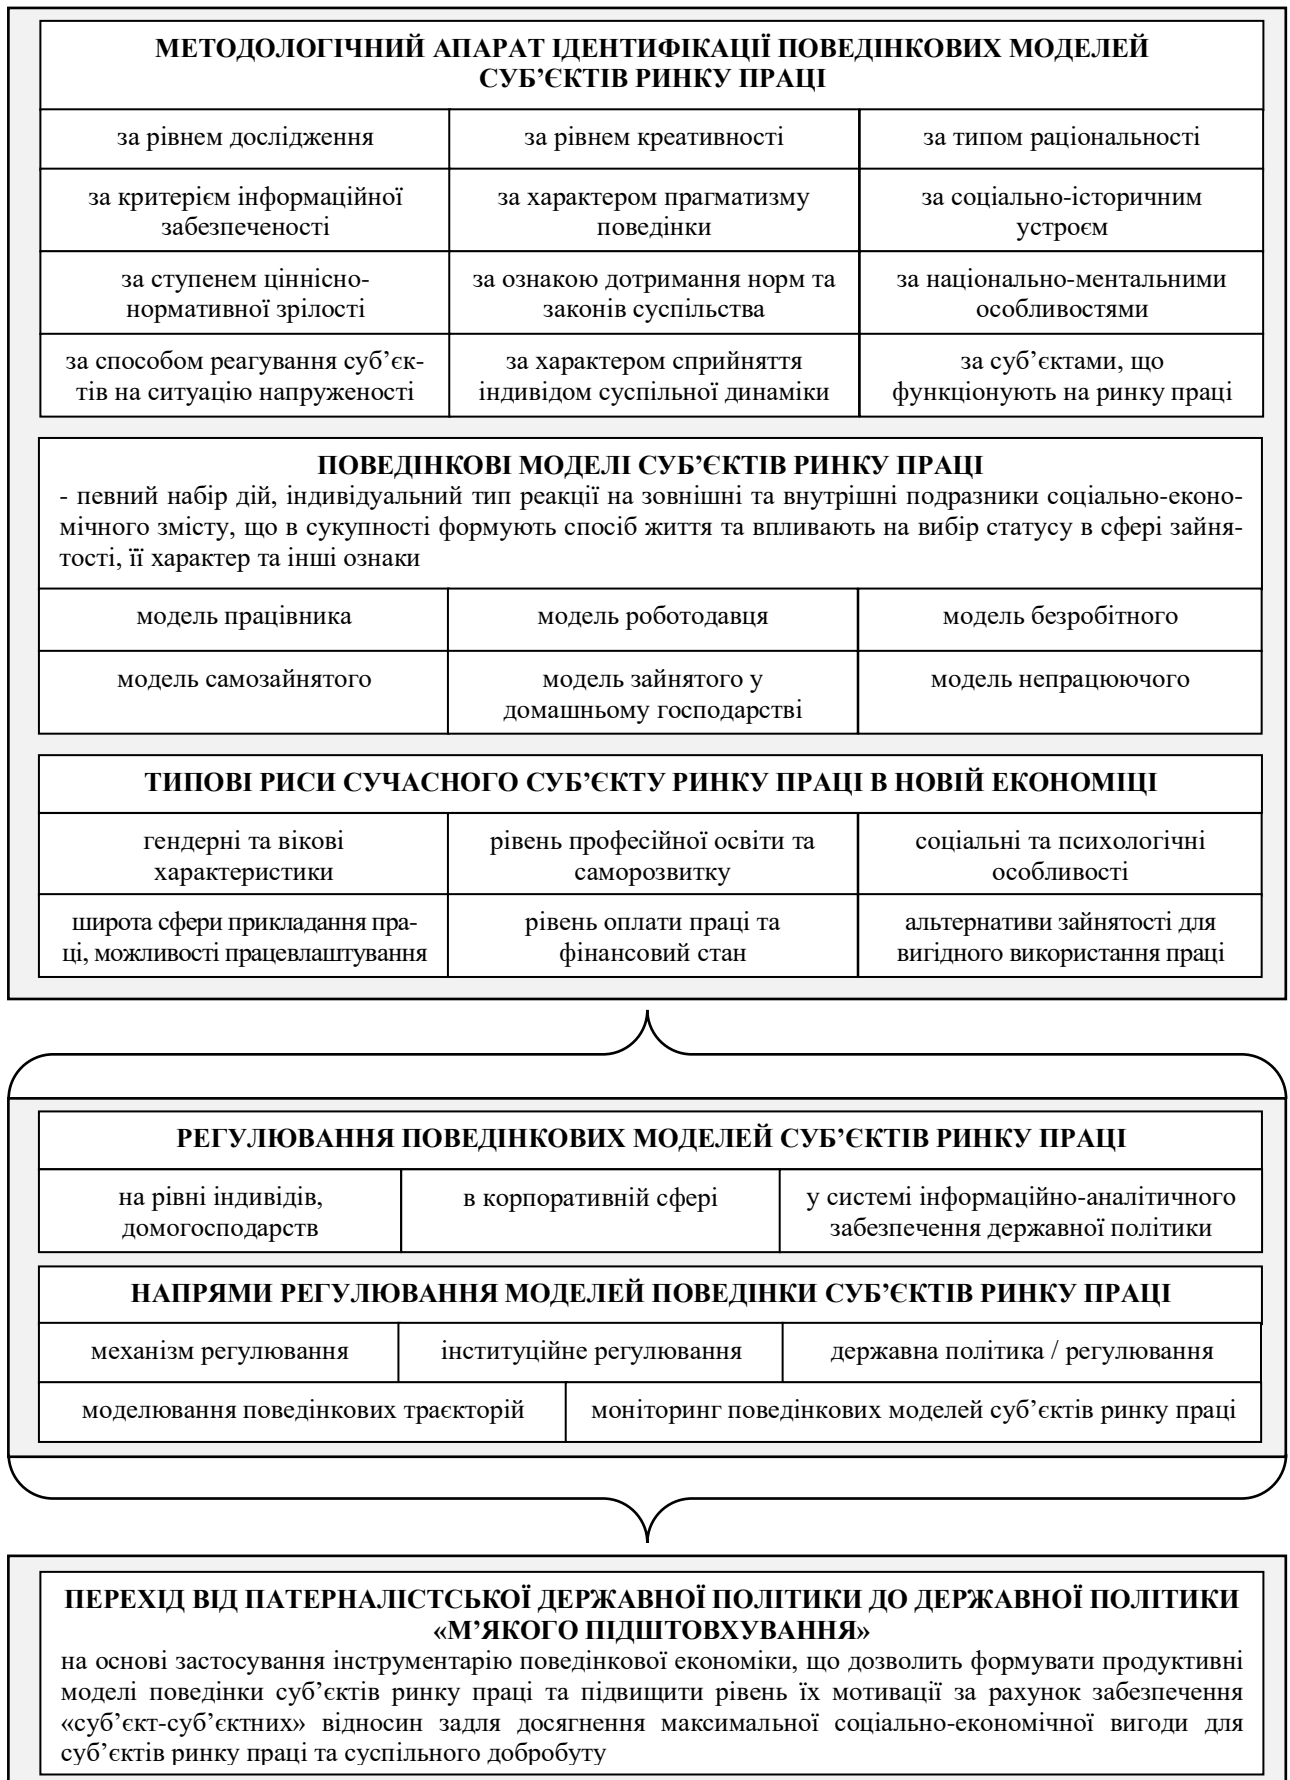 МЕТОДОЛОГІЧНИЙ АПАРАТ ІДЕНТИФІКАЦІЇ ПОВЕДІНКОВИХ МОДЕЛЕЙ
СУБ’ЄКТІВ РИНКУ ПРАЦІ
за рівнем дослідження
за рівнем креативності
за типом раціональності
за критерієм інформаційної
забезпеченості
за характером прагматизму
поведінки
за соціально-історичним
устроєм
за ступенем ціннісно-
нормативної зрілості
за ознакою дотримання норм та
законів суспільства
за національно-ментальними
особливостями
за способом реагування суб’єк-
тів на ситуацію напруженості
за характером сприйняття
індивідом суспільної динаміки
за суб’єктами, що
функціонують на ринку праці
ПОВЕДІНКОВІ МОДЕЛІ СУБ’ЄКТІВ РИНКУ ПРАЦІ
- певний набір дій, індивідуальний тип реакції на зовнішні та внутрішні подразники соціально-еконо-
мічного змісту, що в сукупності формують спосіб життя та впливають на вибір статусу в сфері зайня-
тості, її характер та інші ознаки
модель працівника
модель роботодавця
модель безробітного
модель самозайнятого
модель зайнятого у
домашньому господарстві
модель непрацюючого
ТИПОВІ РИСИ СУЧАСНОГО СУБ’ЄКТУ РИНКУ ПРАЦІ В НОВІЙ ЕКОНОМІЦІ
гендерні та вікові
характеристики
рівень професійної освіти та
саморозвитку
соціальні та психологічні
особливості
широта сфери прикладання пра-
ці, можливості працевлаштування
рівень оплати праці та
фінансовий стан
альтернативи зайнятості для
вигідного використання праці
РЕГУЛЮВАННЯ ПОВЕДІНКОВИХ МОДЕЛЕЙ СУБ’ЄКТІВ РИНКУ ПРАЦІ
на рівні індивідів,
домогосподарств
в корпоративній сфері
у системі інформаційно-аналітичного
забезпечення державної політики
НАПРЯМИ РЕГУЛЮВАННЯ МОДЕЛЕЙ ПОВЕДІНКИ СУБ’ЄКТІВ РИНКУ ПРАЦІ
механізм регулювання
інституційне регулювання
державна політика / регулювання
моделювання поведінкових траєкторій
моніторинг поведінкових моделей суб’єктів ринку праці
ПЕРЕХІД ВІД ПАТЕРНАЛІСТСЬКОЇ ДЕРЖАВНОЇ ПОЛІТИКИ ДО ДЕРЖАВНОЇ ПОЛІТИКИ
«М’ЯКОГО ПІДШТОВХУВАННЯ»
на основі застосування інструментарію поведінкової економіки, що дозволить формувати продуктивні
моделі поведінки суб’єктів ринку праці та підвищити рівень їх мотивації за рахунок забезпечення
«суб’єкт-суб’єктних» відносин задля досягнення максимальної соціально-економічної вигоди для
суб’єктів ринку праці та суспільного добробуту